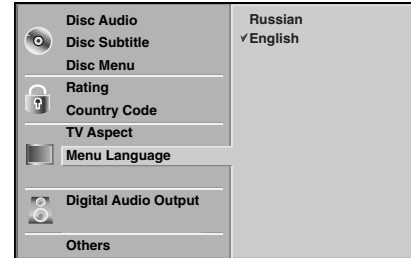 Disc Audio
Disc Subtitle
Disc Menu
Rating
Country Code
TV Aspect
Menu Language
Digital Audio Output
Others
Russian
✓English